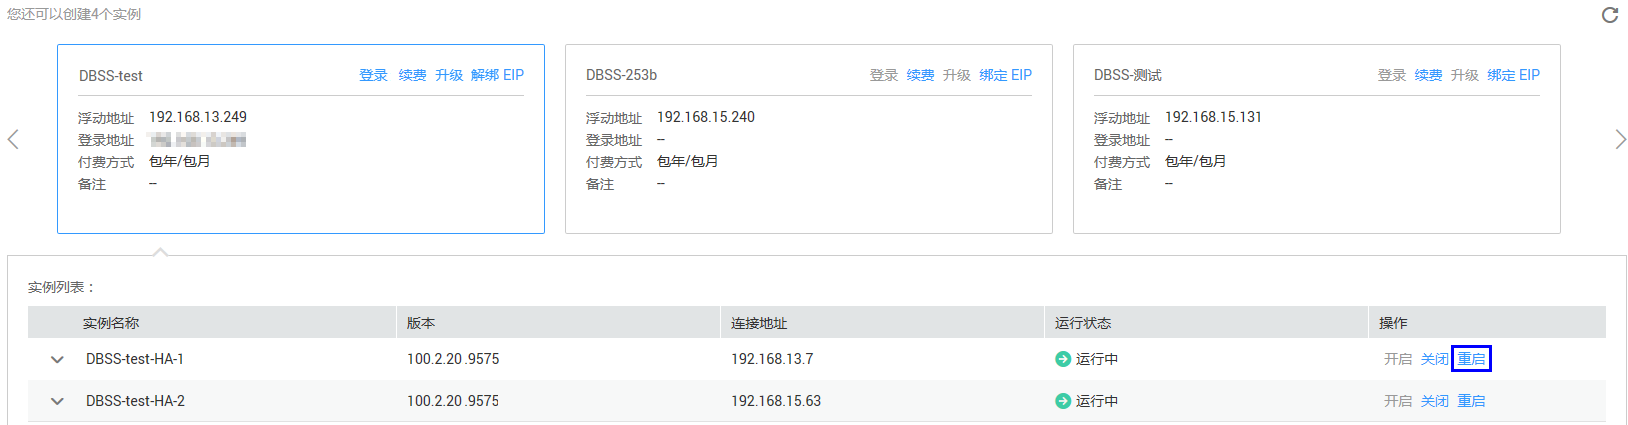 您还可以创建4个实例
DBSS-test 登录 续费 升级 解绑 EIP
浮动地址 192.168.13.249
登录地址
付费方式 包年/包月
备注 --
DBSS-253b 登录 续费 升级 绑定 EIP
浮动地址 192.168.15.240
登录地址 --
付费方式 包年/包月
备注 --
DBSS-测试 登录 续费 升级 绑定 EIP
浮动地址 192.168.15.131
登录地址 --
付费方式 包年/包月
备注 --
实例列表：
实例名称 版本 连接地址 运行状态 操作
DBSS-test-HA-1 100.2.20.9575 192.168.13.7 运行中 开启 关闭 重启
DBSS-test-HA-2 100.2.20.9575 192.168.15.63 运行中 开启 关闭 重启